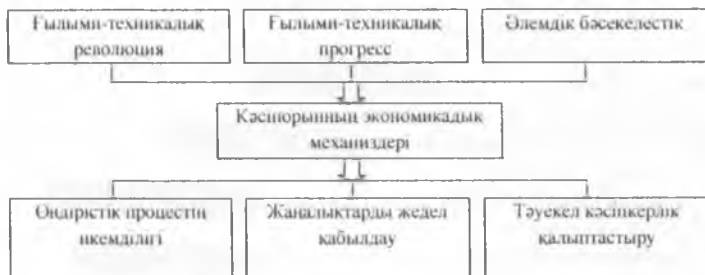 Ғылыми-техникалық
революция
Ғылыми-техникалық
прогресс
Әлемдік бәсекелестік
Кәсіпорынның экономикадық
механиздері
Өндірістік процестің
икемділігі
Жаңалықтарды жедел
қабылдау
Тәуекел кәсіпкерлік
қалыптастыру